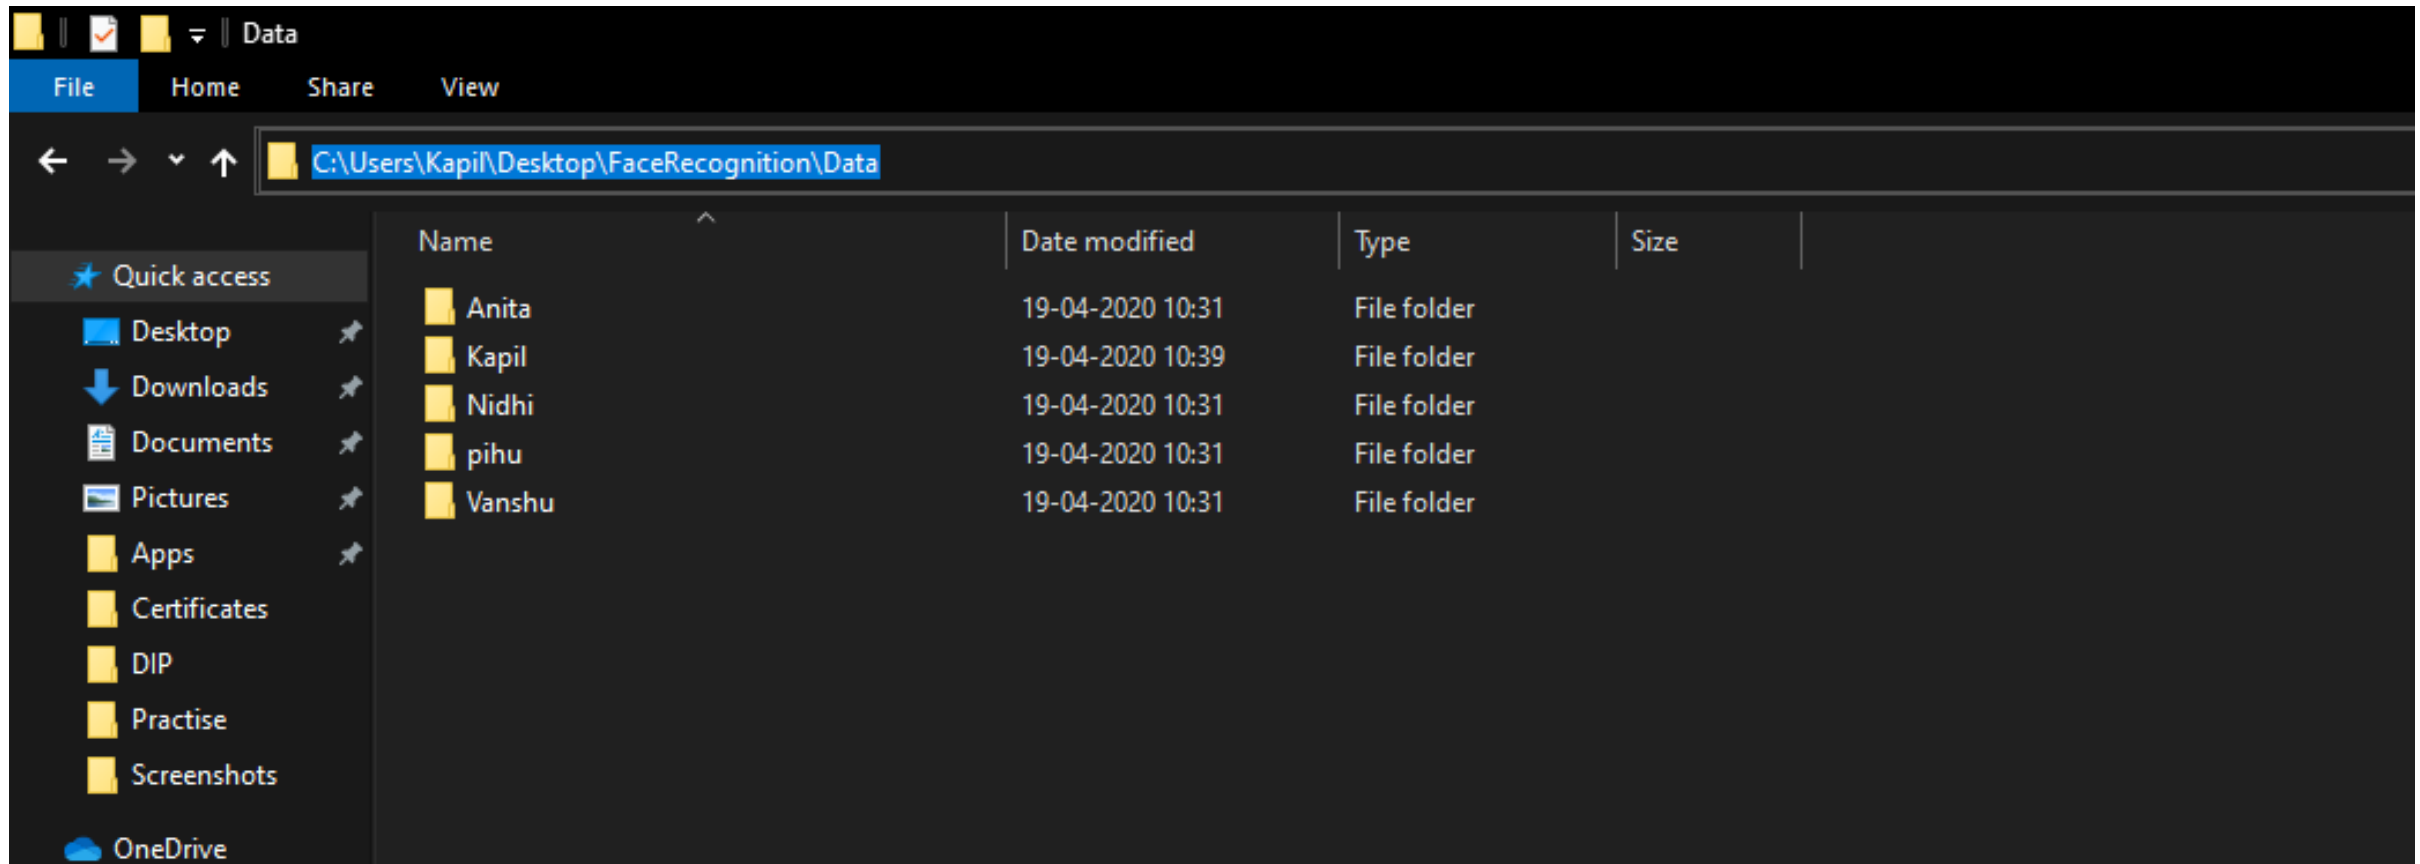 Data
File Home Share View
C:\Users\Kapil\Desktop\FaceRecognition\Data
Name Date modified Type Size
Quick access
Desktop
Downloads
Documents
Pictures
Apps
Certificates
DIP
Practise
Screenshots
OneDrive
Anita 19-04-2020 10:31 File folder
Kapil 19-04-2020 10:39 File folder
Nidhi 19-04-2020 10:31 File folder
pihu 19-04-2020 10:31 File folder
Vanshu 19-04-2020 10:31 File folder